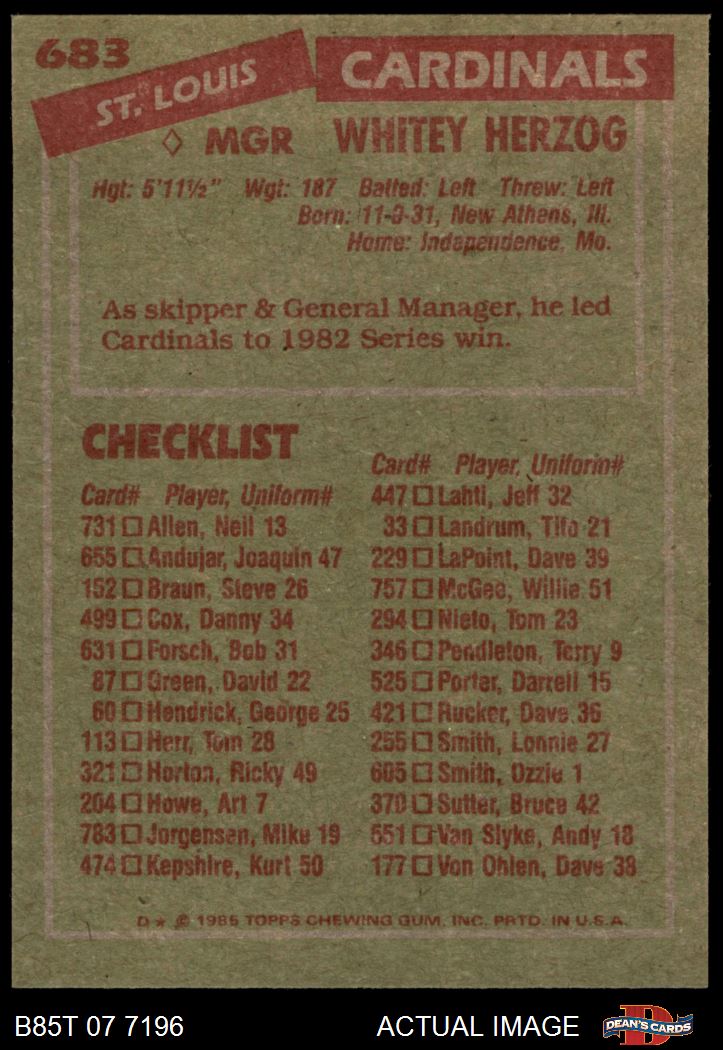 683
ST. LOUIS
CARDINALS
MGR WHITEY HERZOG
Hgt: 5'11½" Wgt: 187 Batted: Left Threw: Left
Born: 11-9-31, New Athens, Ill.
Home: Independence, Mo.
As skipper & General Manager, he led
Cardinals to 1982 Series win.
CHECKLIST
Card# Player, Uniform#
731 Allen, Neil 13
655 Andujar, Joaquin 47
152 Braun, Steve 26
499 Cox, Danny 34
631 Forsch, Bob 31
87 Green, David 22
60 Hendrick, George 25
113 Herr, Tom 28
321 Horton, Ricky 49
204 Howe, Art 7
783 Jorgensen, Mike 19
474 Kepshire, Kurt 50
Card# Player, Uniform#
447 Lahti, Jeff 32
33 Landrum, Tito 21
229 LaPoint, Dave 39
757 McGee, Willie 51
294 Nieto, Tom 23
346 Pendleton, Terry 9
525 Porter, Darrell 15
421 Rucker, Dave 36
255 Smith, Lonnie 27
605 Smith, Ozzie 1
370 Sutter, Bruce 42
551 Van Slyke, Andy 18
177 Von Ohlen, Dave 38
D★ © 1985 TOPPS CHEWING GUM, INC. PRTD. IN U.S.A.
B85T 07 7196
ACTUAL IMAGE
D
DEAN'S CARDS